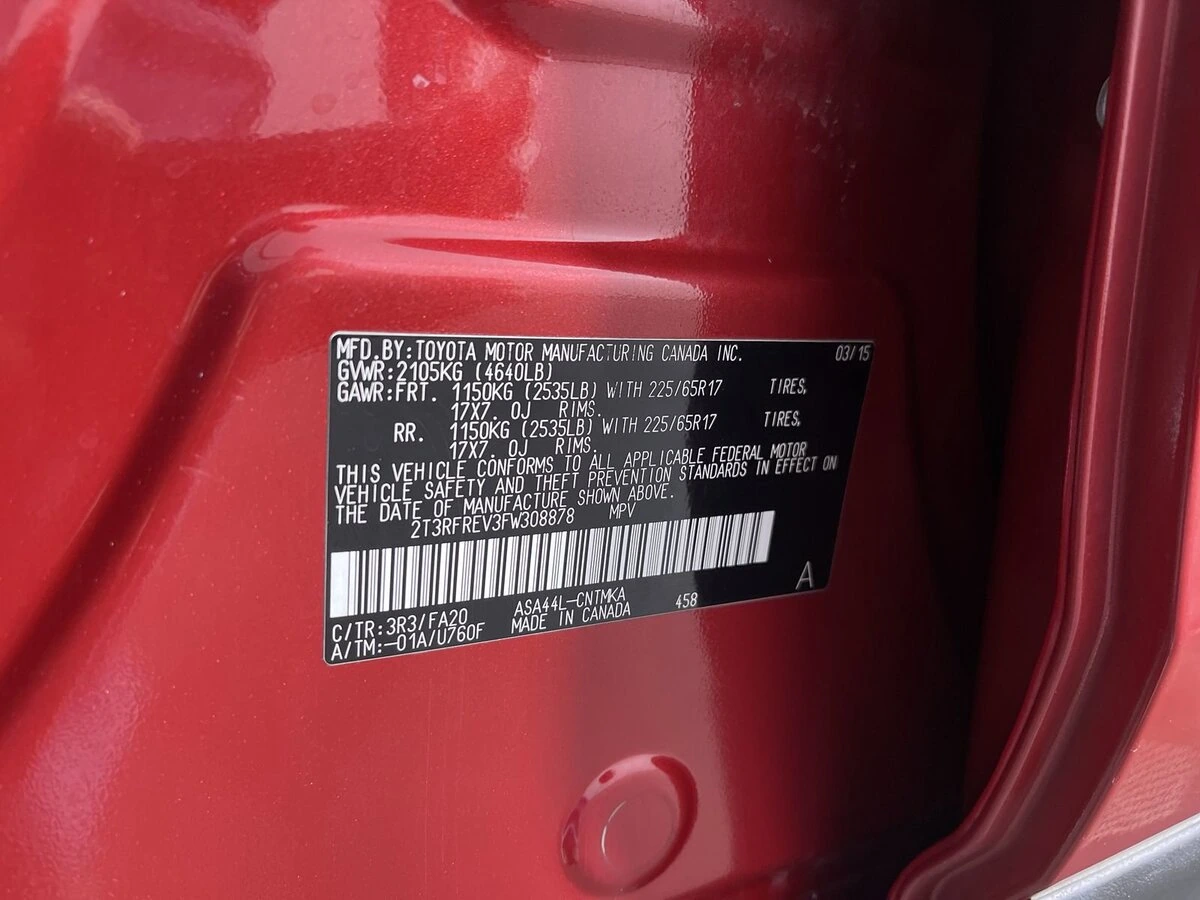 MFD.BY:TOYOTA MOTOR MANUFACTURING CANADA INC. 03/15
GVWR:2105KG (4640LB)
GAWR:FRT. 1150KG (2535LB) WITH 225/65R17 TIRES,
17X7. 0J RIMS.
RR. 1150KG (2535LB) WITH 225/65R17 TIRES,
17X7. 0J RIMS.
THIS VEHICLE CONFORMS TO ALL APPLICABLE FEDERAL MOTOR
VEHICLE SAFETY AND THEFT PREVENTION STANDARDS IN EFFECT ON
THE DATE OF MANUFACTURE SHOWN ABOVE.
2T3RFREV3FW308878 MPV
A
C/TR:3R3/FA20 ASA44L-CNTMKA 458
A/TM:-01A/U760F MADE IN CANADA